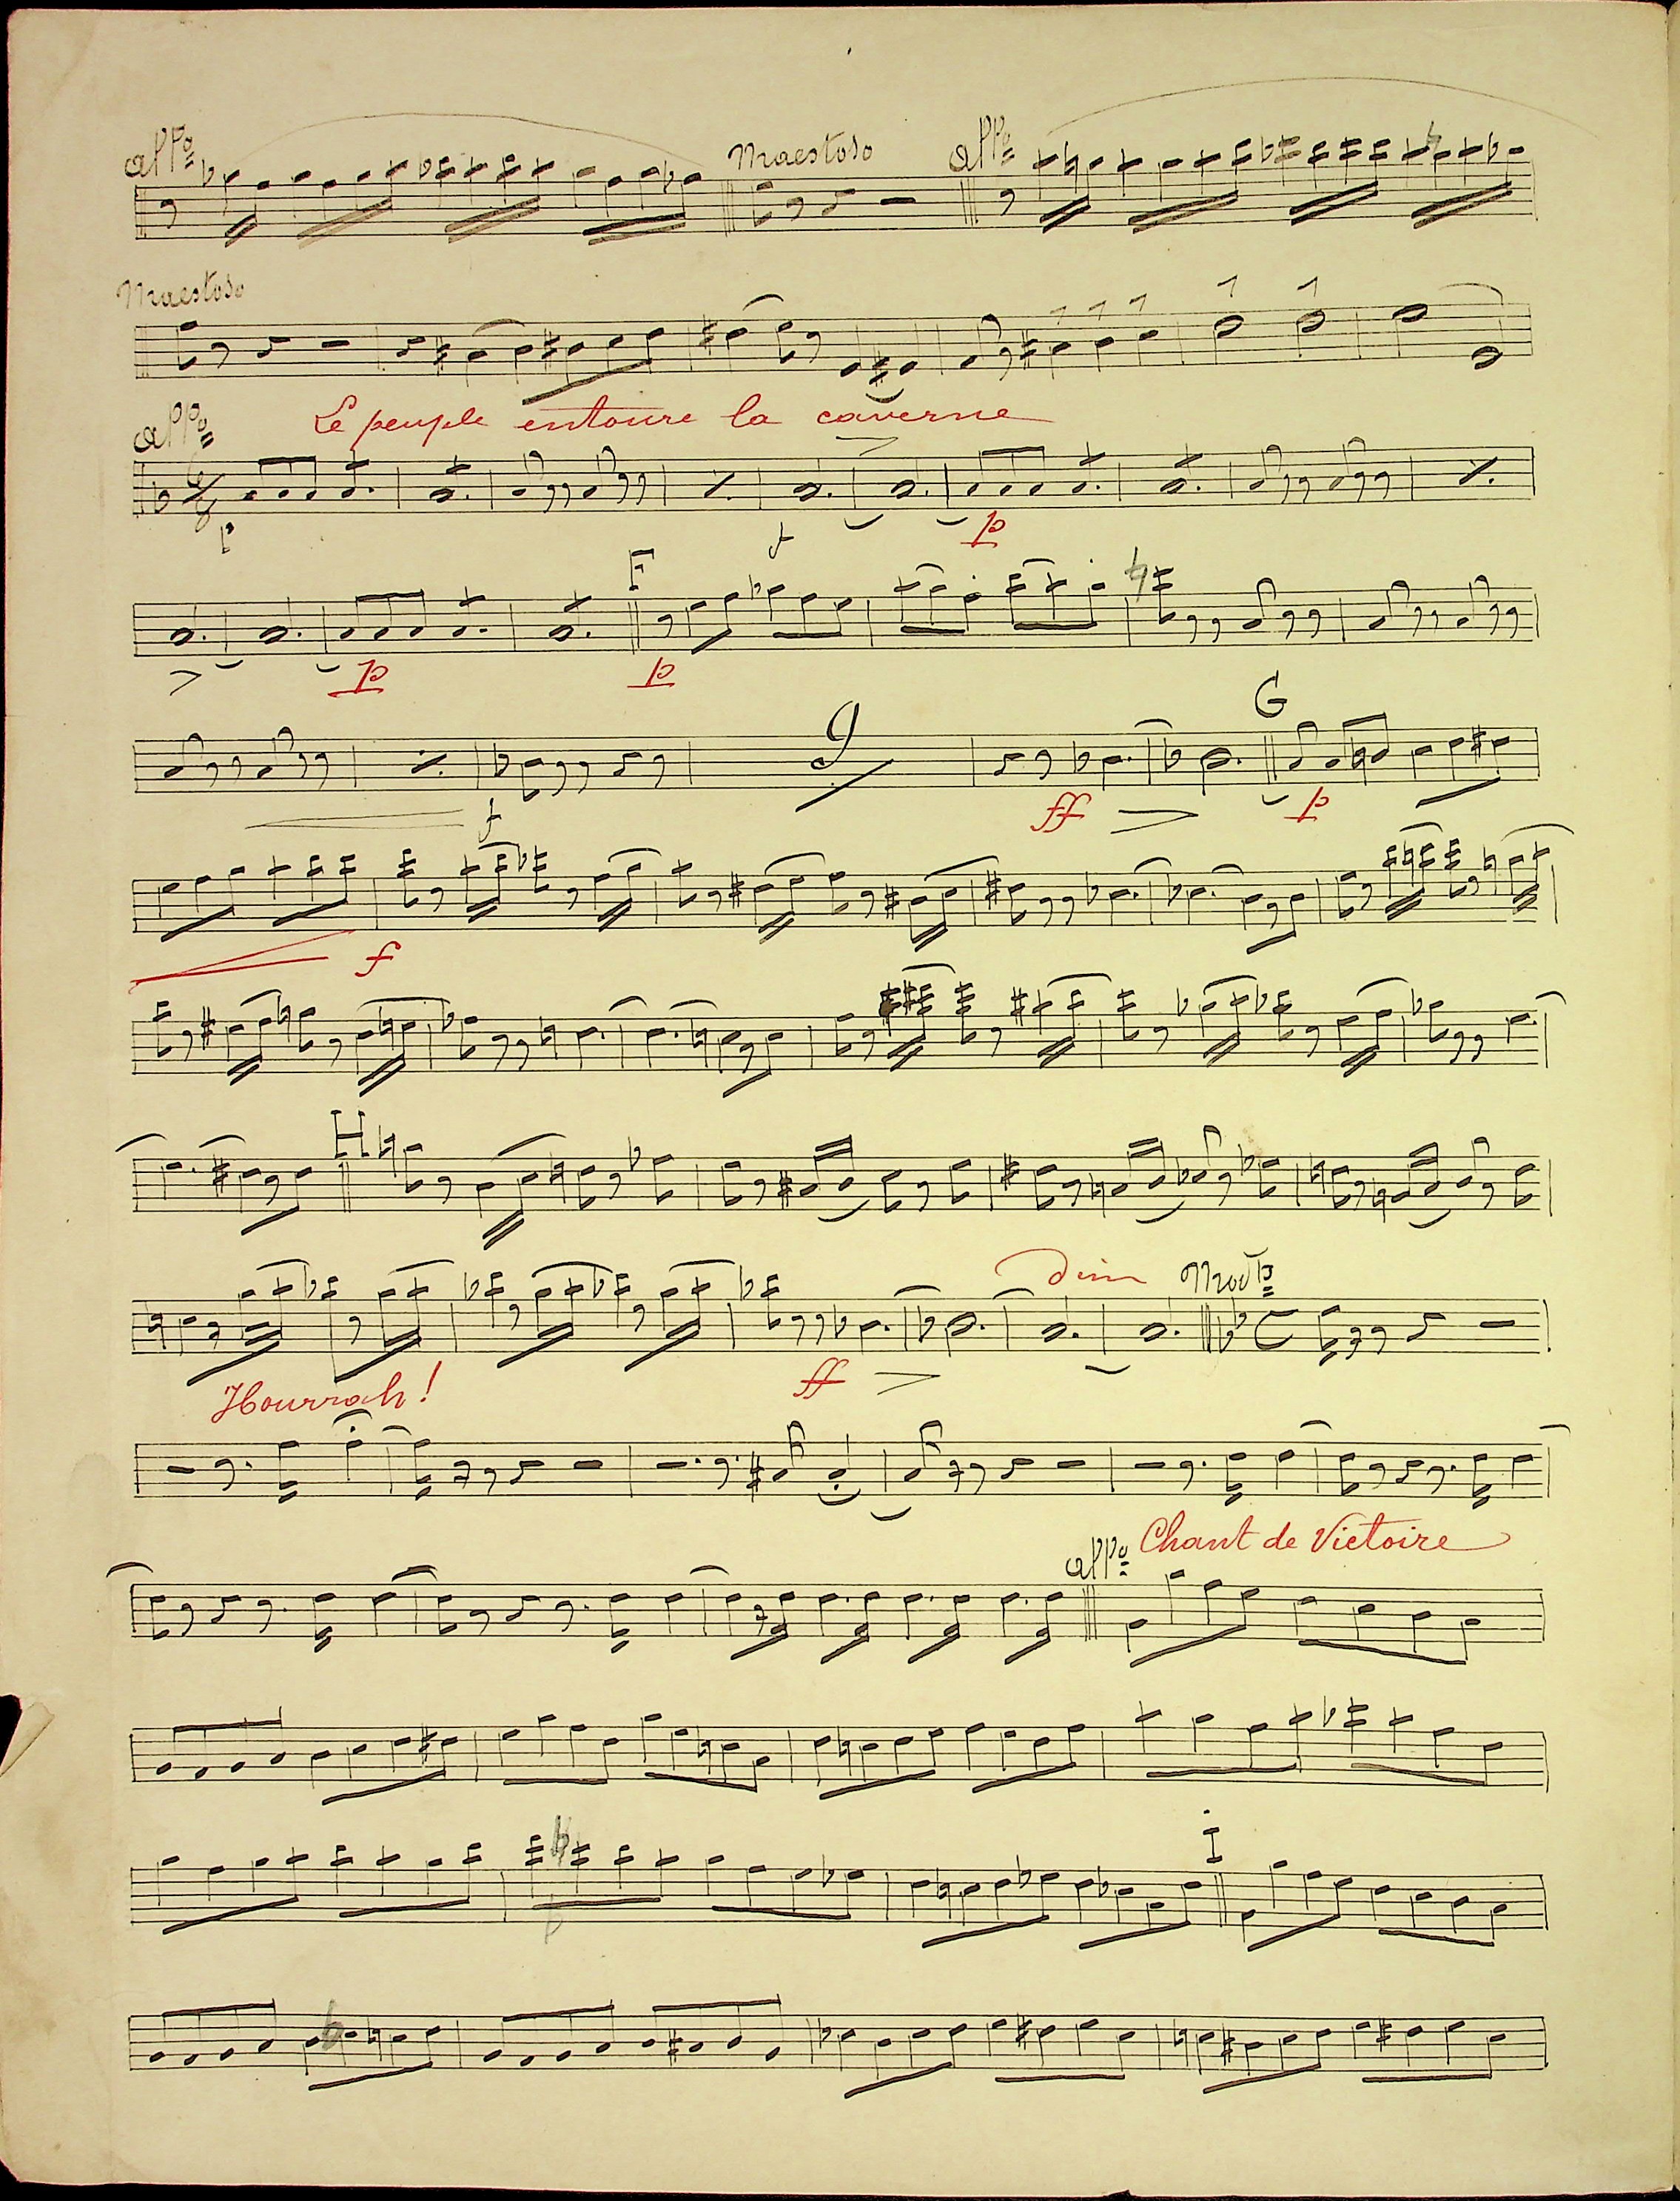 Allo Maestoso Allo
Maestoso
Allo Le peuple entoure la caverne
p f p
F
p p
9 G
f ff p
f
H
dim Modto
Hourrah! ff
Allo Chant de Victoire
I